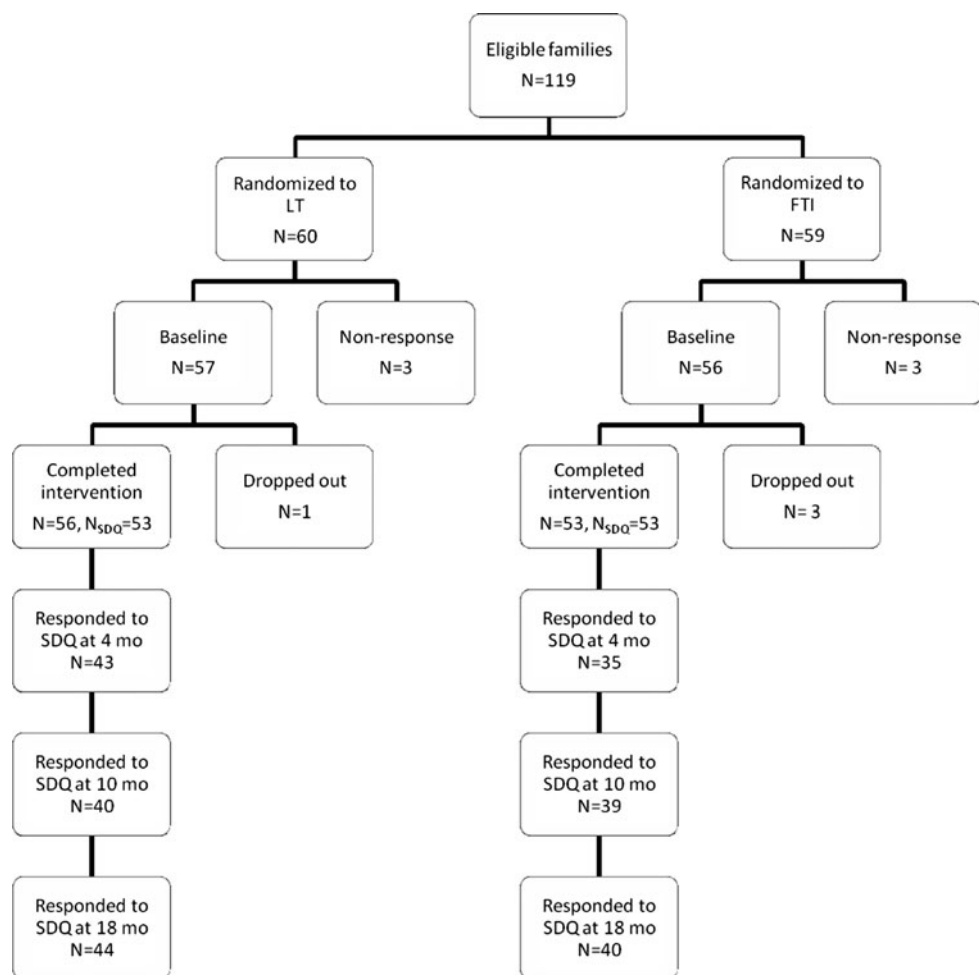 Eligible families
N=119
Randomized to
LT
N=60
Randomized to
FTI
N=59
Baseline
N=57
Non-response
N=3
Baseline
N=56
Non-response
N= 3
Completed
intervention
N=56, NSDQ=53
Dropped out
N=1
Completed
intervention
N=53, NSDQ=53
Dropped out
N= 3
Responded to
SDQ at 4 mo
N=43
Responded to
SDQ at 4 mo
N=35
Responded to
SDQ at 10 mo
N=40
Responded to
SDQ at 10 mo
N=39
Responded to
SDQ at 18 mo
N=44
Responded to
SDQ at 18 mo
N=40